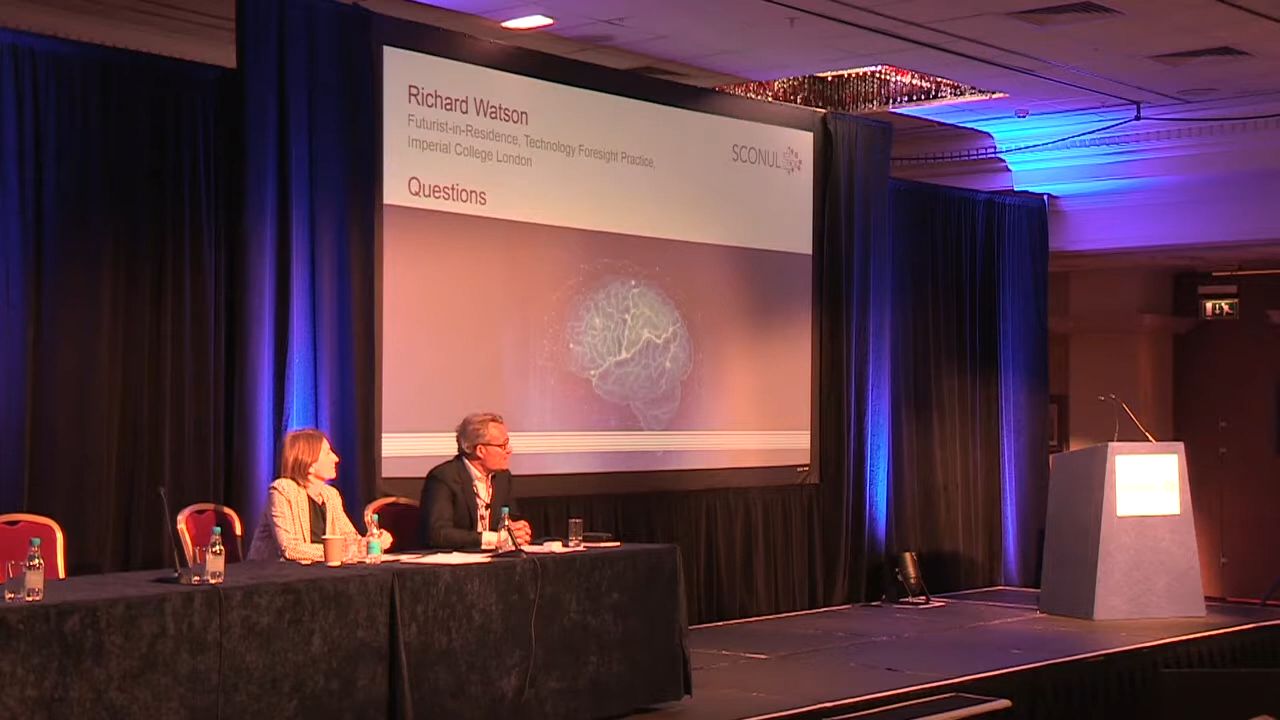 Richard Watson
Futurist-in-Residence, Technology Foresight Practice,
Imperial College London
SCONUL
Questions